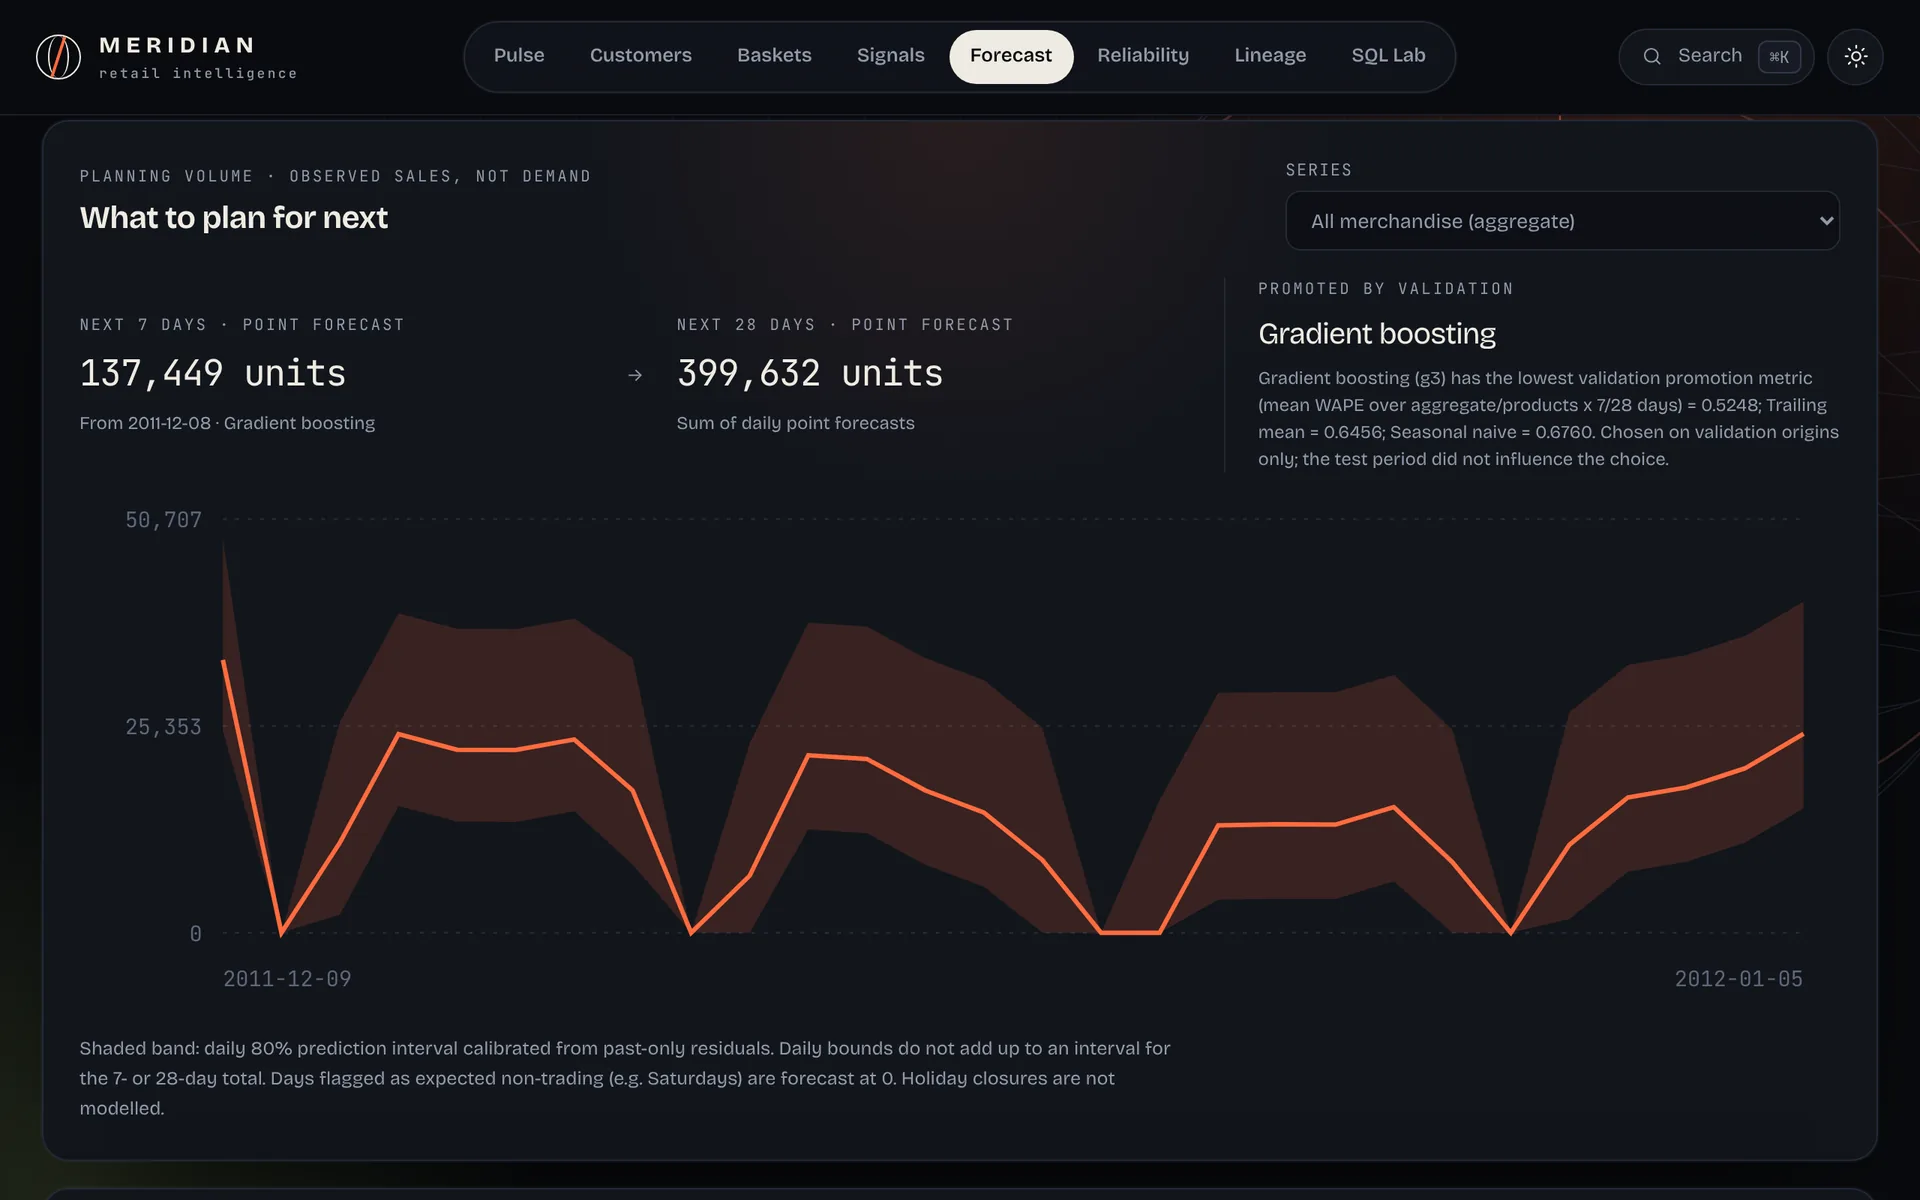 MERIDIAN
retail intelligence
Pulse
Customers
Baskets
Signals
Forecast
Reliability
Lineage
SQL Lab
Search
⌘K
PLANNING VOLUME · OBSERVED SALES, NOT DEMAND
What to plan for next
SERIES
All merchandise (aggregate)
NEXT 7 DAYS · POINT FORECAST
137,449 units
From 2011-12-08 · Gradient boosting
→
NEXT 28 DAYS · POINT FORECAST
399,632 units
Sum of daily point forecasts
PROMOTED BY VALIDATION
Gradient boosting
Gradient boosting (g3) has the lowest validation promotion metric
(mean WAPE over aggregate/products x 7/28 days) = 0.5248; Trailing
mean = 0.6456; Seasonal naive = 0.6760. Chosen on validation origins
only; the test period did not influence the choice.
50,707
25,353
0
2011-12-09
2012-01-05
Shaded band: daily 80% prediction interval calibrated from past-only residuals. Daily bounds do not add up to an interval for
the 7- or 28-day total. Days flagged as expected non-trading (e.g. Saturdays) are forecast at 0. Holiday closures are not
modelled.